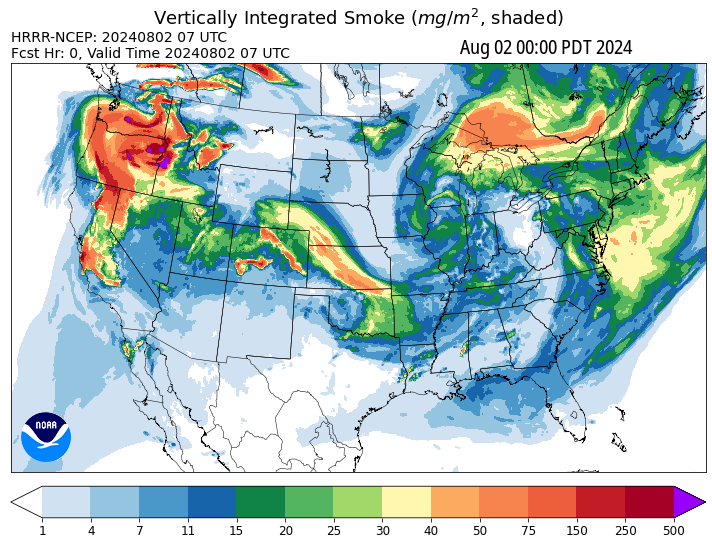 Vertically Integrated Smoke (mg/m², shaded)
HRRR-NCEP: 20240802 07 UTC
Fcst Hr: 0, Valid Time 20240802 07 UTC
Aug 02 00:00 PDT 2024
NOAA
1 4 7 11 15 20 25 30 40 50 75 150 250 500